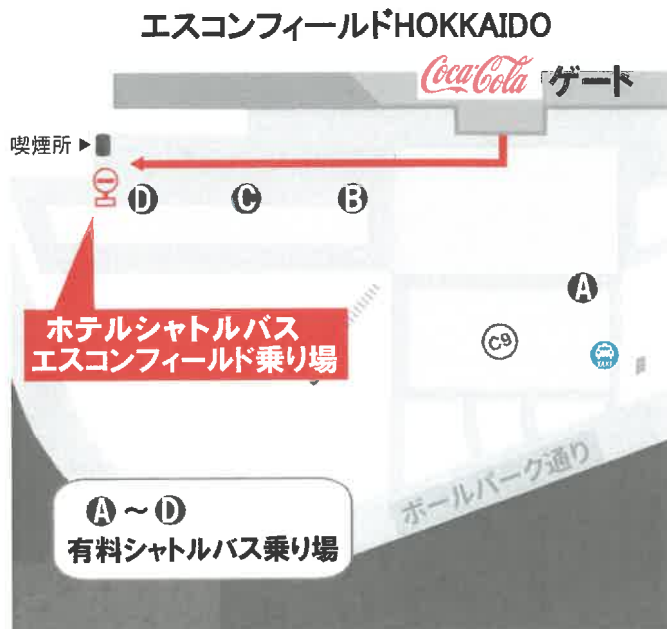 エスコンフィールドHOKKAIDO
Coca-Cola ゲート
喫煙所▶
D C B
A
ホテルシャトルバス
エスコンフィールド乗り場
C9
TAXI
ボールパーク通り
A～D
有料シャトルバス乗り場